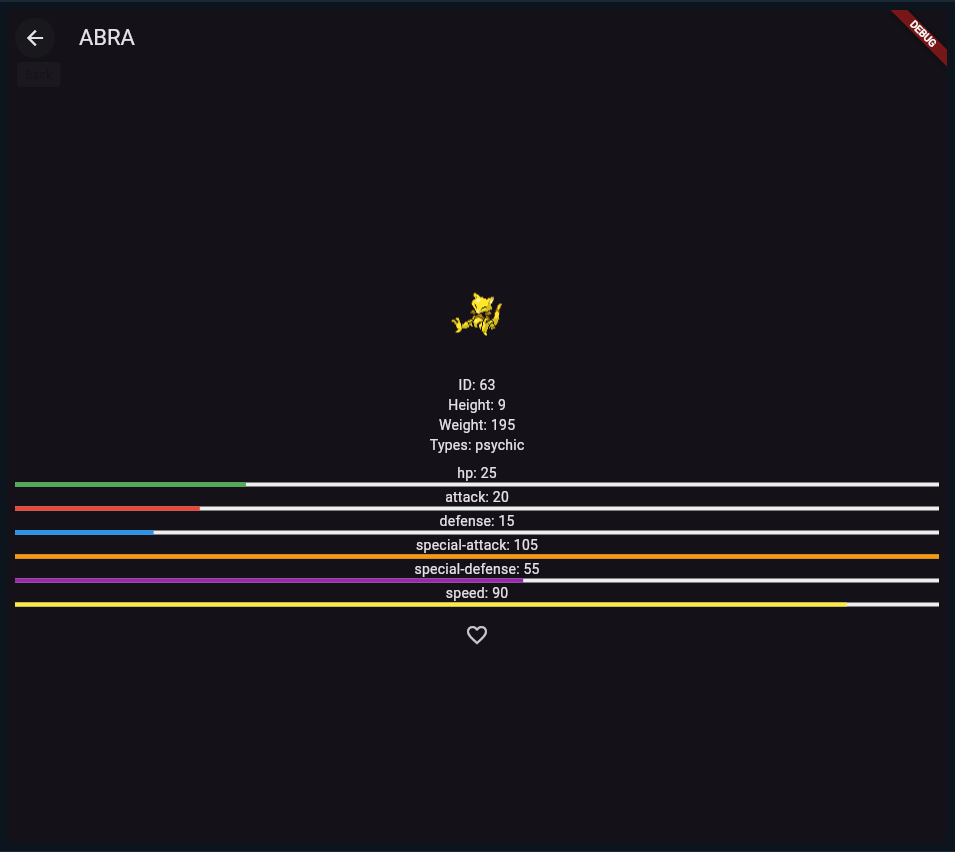 ABRA
DEBUG
Back
ID: 63
Height: 9
Weight: 195
Types: psychic
hp: 25
attack: 20
defense: 15
special-attack: 105
special-defense: 55
speed: 90